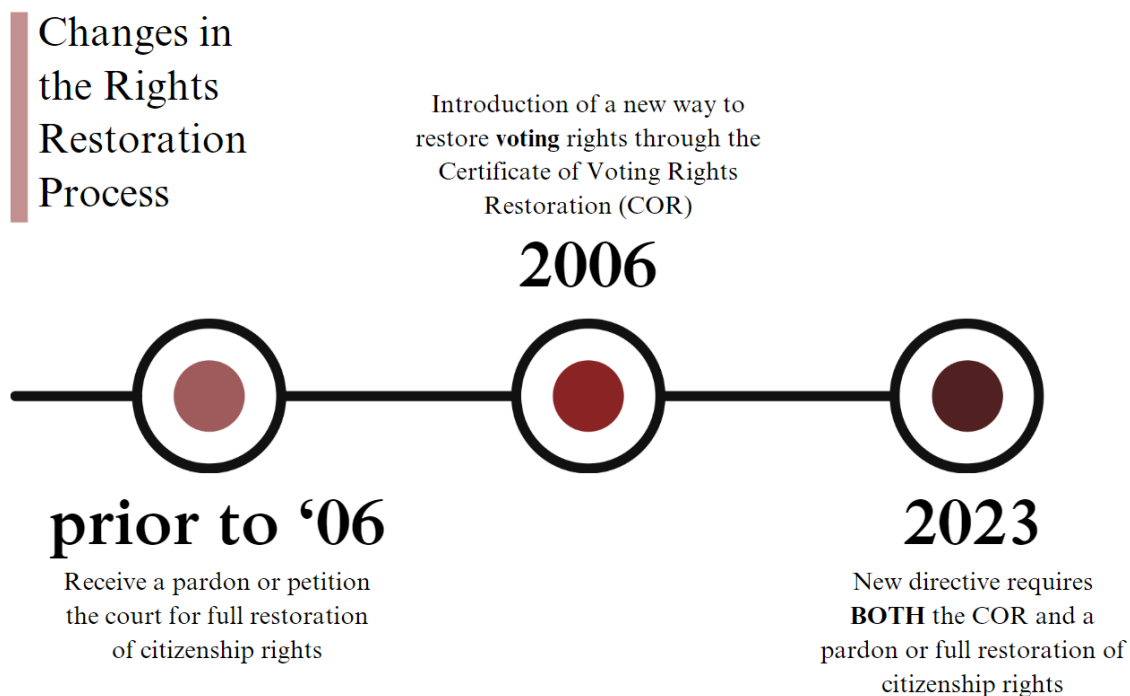 Changes in
the Rights
Restoration
Process
Introduction of a new way to
restore voting rights through the
Certificate of Voting Rights
Restoration (COR)
2006
prior to ‘06
Receive a pardon or petition
the court for full restoration
of citizenship rights
2023
New directive requires
BOTH the COR and a
pardon or full restoration of
citizenship rights